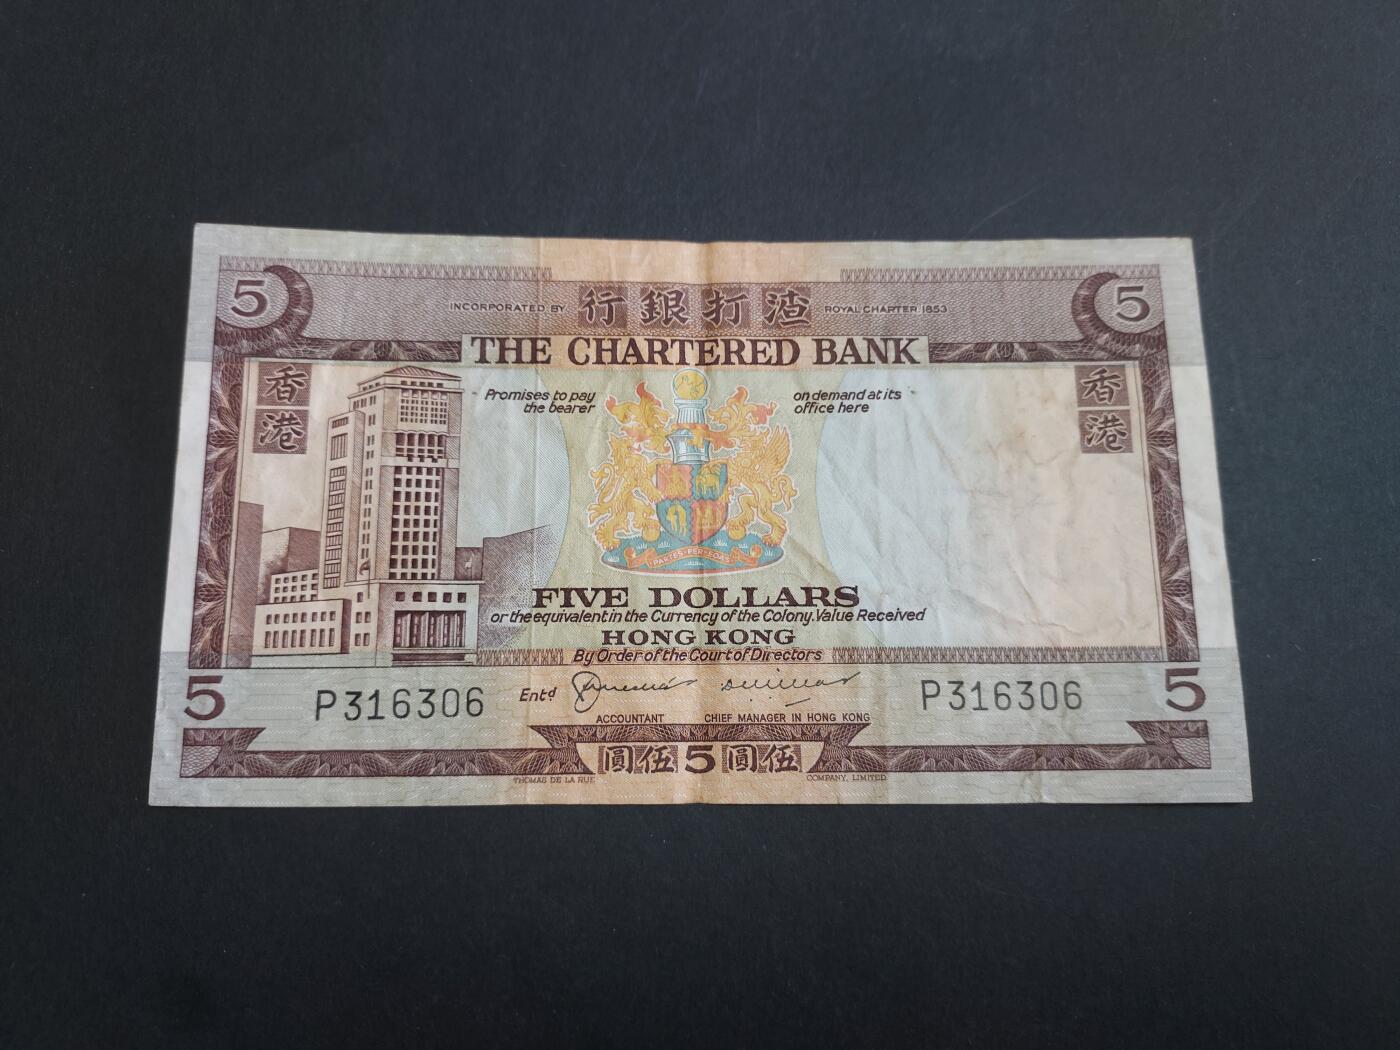 5 5
INCORPORATED BY 行銀打渣 ROYAL CHARTER 1853
THE CHARTERED BANK
香港 香港
Promises to pay on demand at its
the bearer office here
PARTES·PER·EOAS
FIVE DOLLARS
or the equivalent in the Currency of the Colony. Value Received
HONG KONG
By Order of the Court of Directors
5 5
P316306 Entd P316306
ACCOUNTANT CHIEF MANAGER IN HONG KONG
圓伍5圓伍
THOMAS DE LA RUE COMPANY, LIMITED